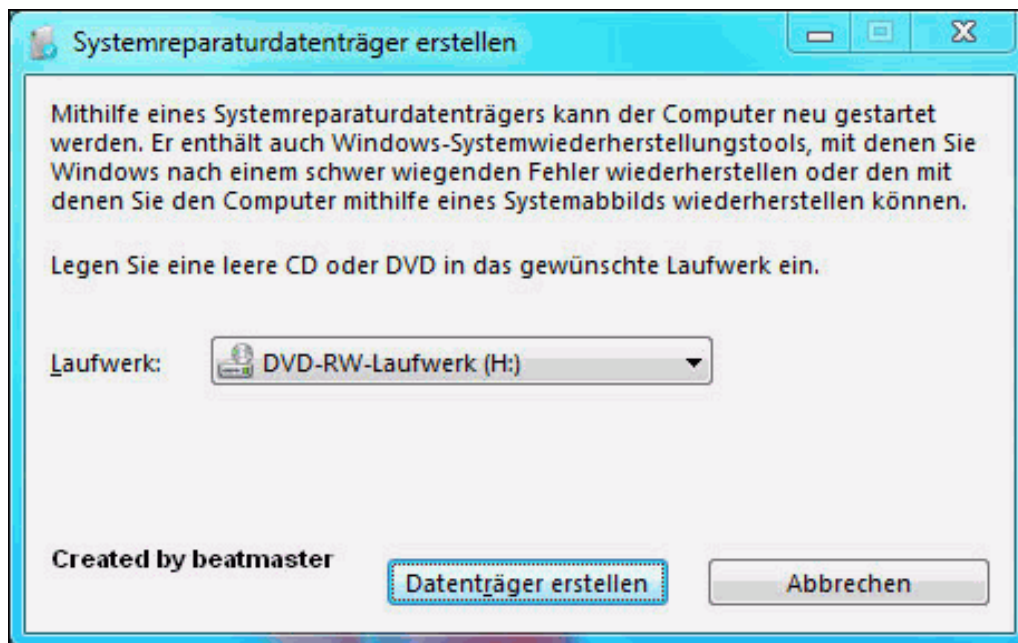 Systemreparaturdatenträger erstellen
Mithilfe eines Systemreparaturdatenträgers kann der Computer neu gestartet
werden. Er enthält auch Windows-Systemwiederherstellungstools, mit denen Sie
Windows nach einem schwer wiegenden Fehler wiederherstellen oder den mit
denen Sie den Computer mithilfe eines Systemabbilds wiederherstellen können.
Legen Sie eine leere CD oder DVD in das gewünschte Laufwerk ein.
Laufwerk: DVD-RW-Laufwerk (H:)
Created by beatmaster
Datenträger erstellen Abbrechen